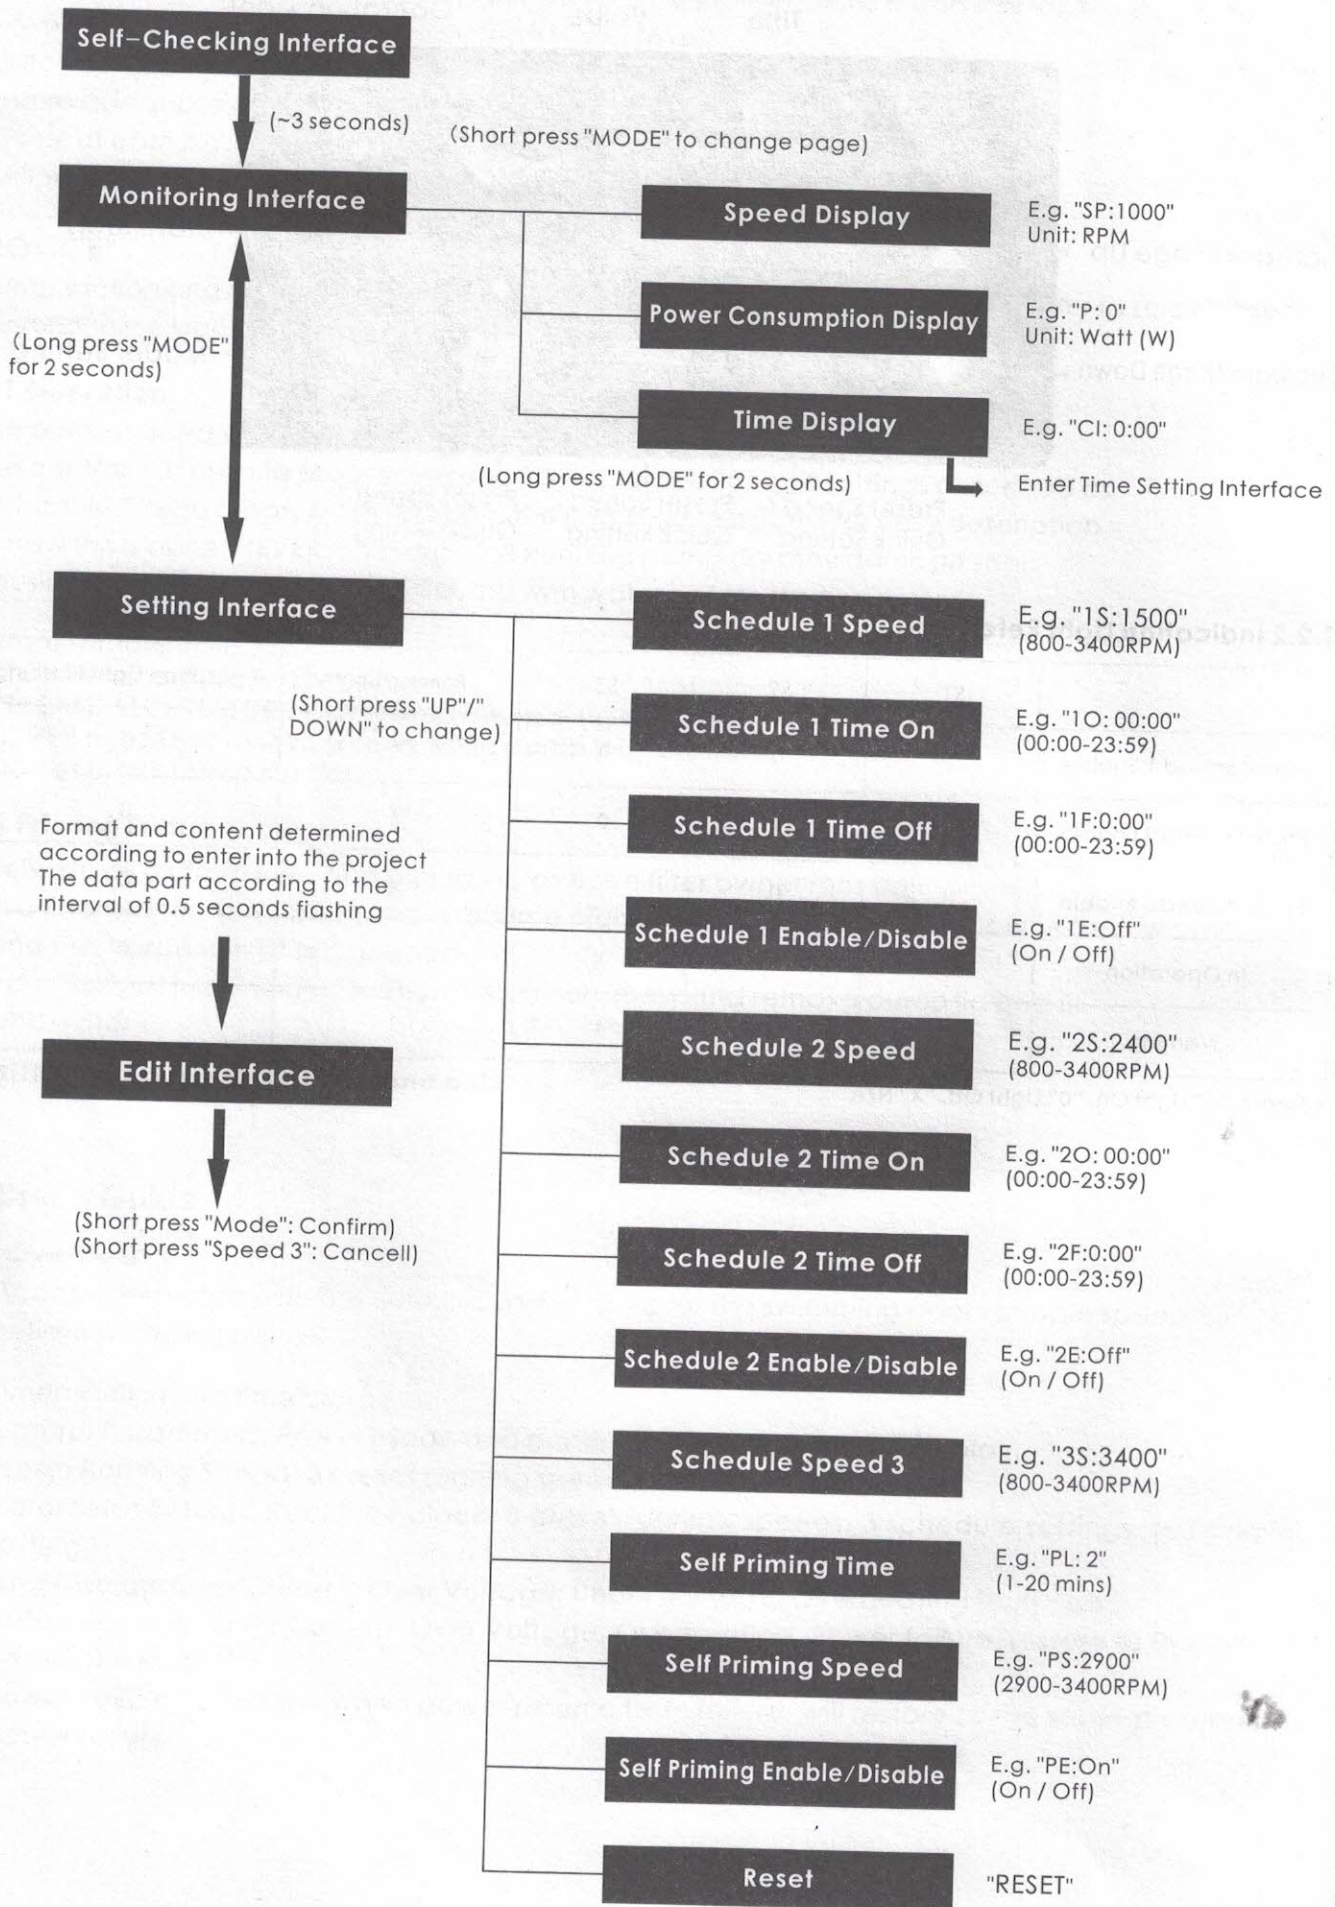 Self-Checking Interface
(~3 seconds)
(Short press "MODE" to change page)
Monitoring Interface
Speed Display
E.g. "SP:1000"
Unit: RPM
Power Consumption Display
E.g. "P: 0"
Unit: Watt (W)
(Long press "MODE"
for 2 seconds)
Time Display
E.g. "CI: 0:00"
(Long press "MODE" for 2 seconds)
Enter Time Setting Interface
Setting Interface
Schedule 1 Speed
E.g. "1S:1500"
(800-3400RPM)
(Short press "UP"/"
DOWN" to change)
Schedule 1 Time On
E.g. "1O: 00:00"
(00:00-23:59)
Format and content determined
according to enter into the project
The data part according to the
interval of 0.5 seconds flashing
Schedule 1 Time Off
E.g. "1F:0:00"
(00:00-23:59)
Schedule 1 Enable/Disable
E.g. "1E:Off"
(On / Off)
Edit Interface
Schedule 2 Speed
E.g. "2S:2400"
(800-3400RPM)
Schedule 2 Time On
E.g. "2O: 00:00"
(00:00-23:59)
(Short press "Mode": Confirm)
(Short press "Speed 3": Cancell)
Schedule 2 Time Off
E.g. "2F:0:00"
(00:00-23:59)
Schedule 2 Enable/Disable
E.g. "2E:Off"
(On / Off)
Schedule Speed 3
E.g. "3S:3400"
(800-3400RPM)
Self Priming Time
E.g. "PL: 2"
(1-20 mins)
Self Priming Speed
E.g. "PS:2900"
(2900-3400RPM)
Self Priming Enable/Disable
E.g. "PE:On"
(On / Off)
Reset
"RESET"